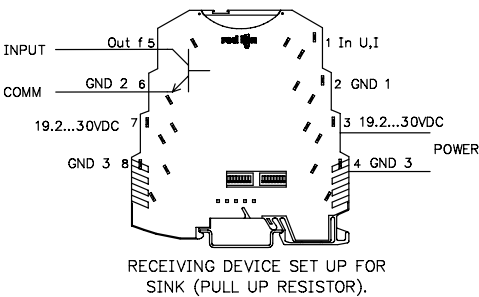 INPUT
Out f 5
red lion
1 In U,I
COMM
GND 2 6
2 GND 1
19.2...30VDC 7
3 19.2...30VDC
POWER
GND 3 8
4 GND 3
RECEIVING DEVICE SET UP FOR
SINK (PULL UP RESISTOR).